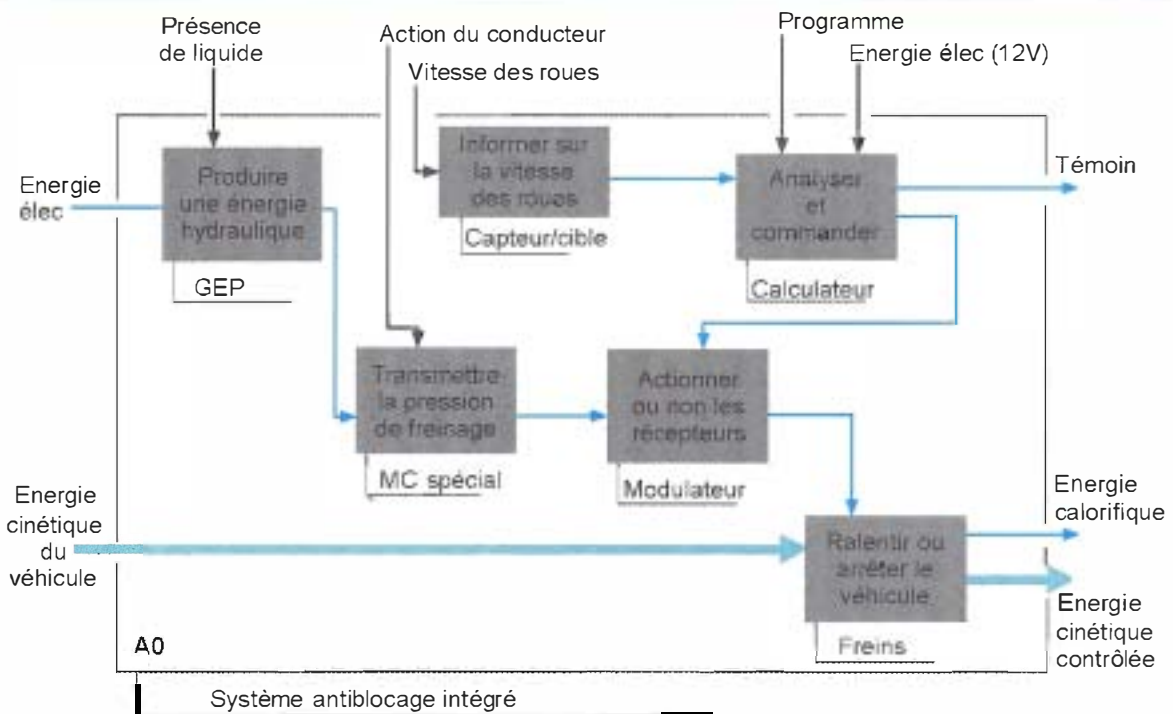 Présence
de liquide
Action du conducteur
Vitesse des roues
Programme
Energie élec (12V)
Energie
élec
Produire
une énergie
hydraulique
GEP
Informer sur
la vitesse
des roues
Capteur/cible
Analyser
et
commander
Calculateur
Témoin
Transmettre
la pression
de freinage
MC spécial
Actionner
ou non les
récepteurs
Modulateur
Energie
cinétique
du
véhicule
Ralentir ou
arrêter le
véhicule
Freins
Energie
calorifique
Energie
cinétique
contrôlée
A0
Système antiblocage intégré